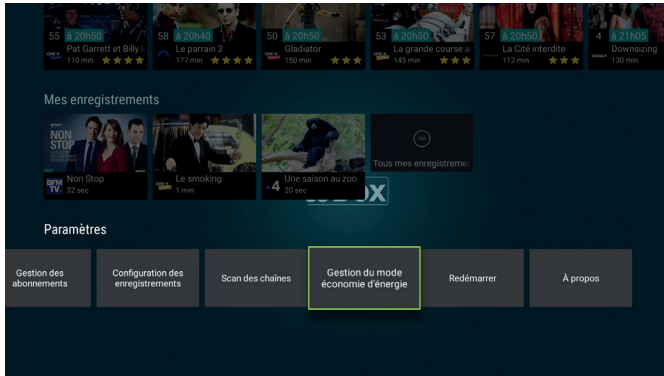 55 à 20h50
58 à 20h40
50 à 20h50
53 à 20h50
57 à 20h50
4 à 21h05
Pat Garrett et Billy
Le parrain 3
Gladiator
La grande course a
La Cité interdite
Downsizing
110 min
177 min
150 min
145 min
112 min
130 min
Mes enregistrements
NON
STOP
BFM
TV.
Non Stop
32 sec
Le smoking
1 min
4
Une saison au zoo
20 sec
Tous mes enregistremen
Paramètres
Gestion des
abonnements
Configuration des
enregistrements
Scan des chaînes
Gestion du mode
économie d'énergie
Redémarrer
À propos